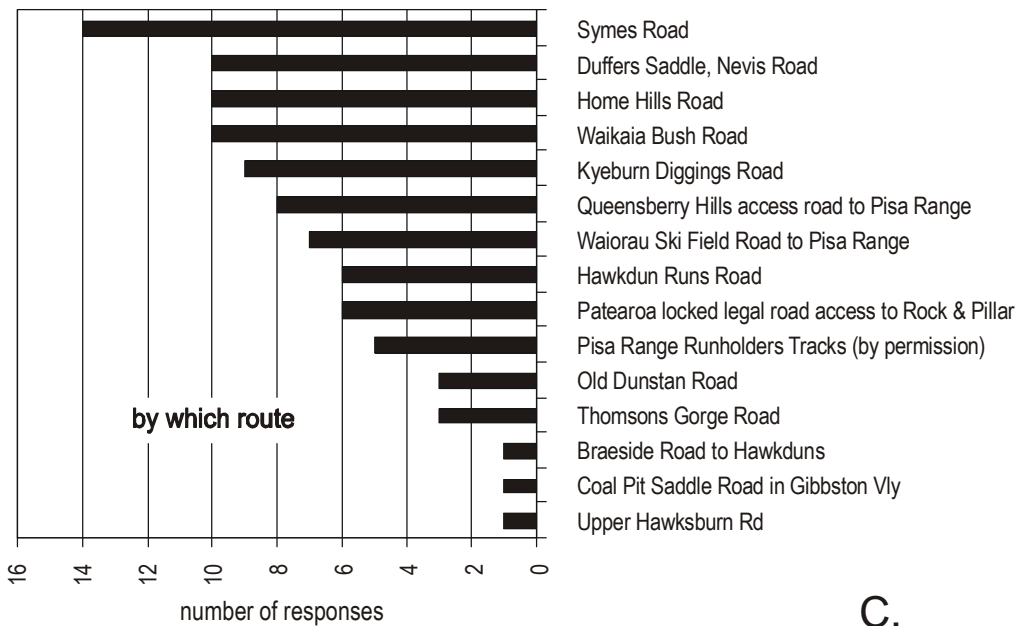 Symes Road
Duffers Saddle, Nevis Road
Home Hills Road
Waikaia Bush Road
Kyeburn Diggings Road
Queensberry Hills access road to Pisa Range
Waiorau Ski Field Road to Pisa Range
Hawkdun Runs Road
Patearoa locked legal road access to Rock & Pillar
Pisa Range Runholders Tracks (by permission)
Old Dunstan Road
Thomsons Gorge Road
Braeside Road to Hawkduns
Coal Pit Saddle Road in Gibbston Vly
Upper Hawksburn Rd
by which route
16 14 12 10 8 6 4 2 0
number of responses
C.